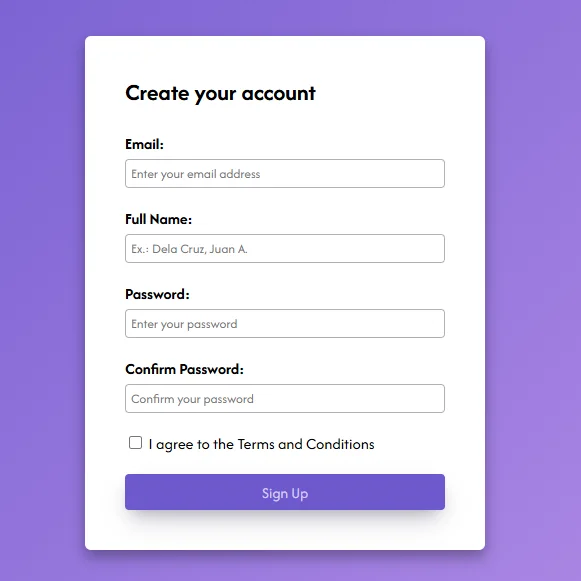 Create your account
Email:
Enter your email address
Full Name:
Ex.: Dela Cruz, Juan A.
Password:
Enter your password
Confirm Password:
Confirm your password
I agree to the Terms and Conditions
Sign Up